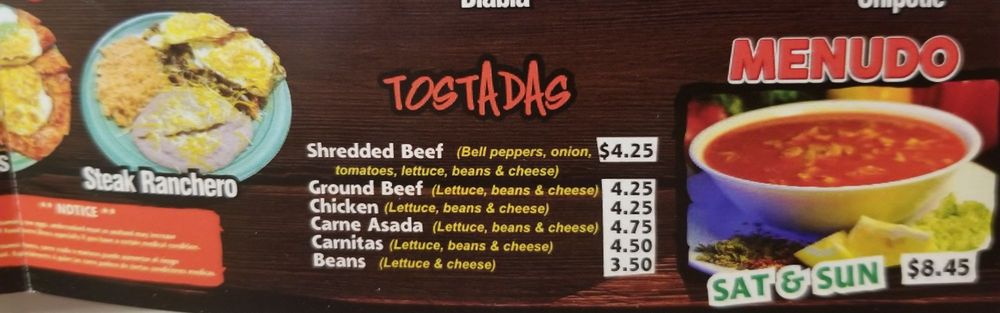 Diabla
Chipotle
MENUDO
TOSTADAS
Shredded Beef (Bell peppers, onion, $4.25
tomatoes, lettuce, beans & cheese)
Ground Beef (Lettuce, beans & cheese) 4.25
Chicken (Lettuce, beans & cheese) 4.25
Carne Asada (Lettuce, beans & cheese) 4.75
Carnitas (Lettuce, beans & cheese) 4.50
Beans (Lettuce & cheese) 3.50
Steak Ranchero
** NOTICE **
SAT & SUN $8.45